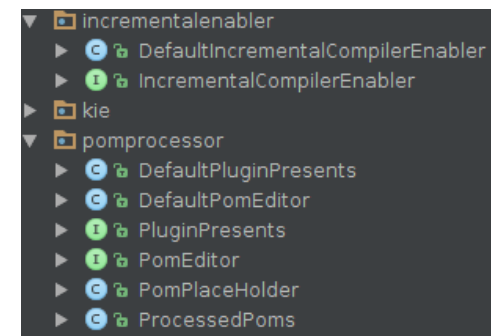 incrementalenabler
C DefaultIncrementalCompilerEnabler
I IncrementalCompilerEnabler
kie
pomprocessor
C DefaultPluginPresents
C DefaultPomEditor
I PluginPresents
I PomEditor
C PomPlaceHolder
C ProcessedPoms